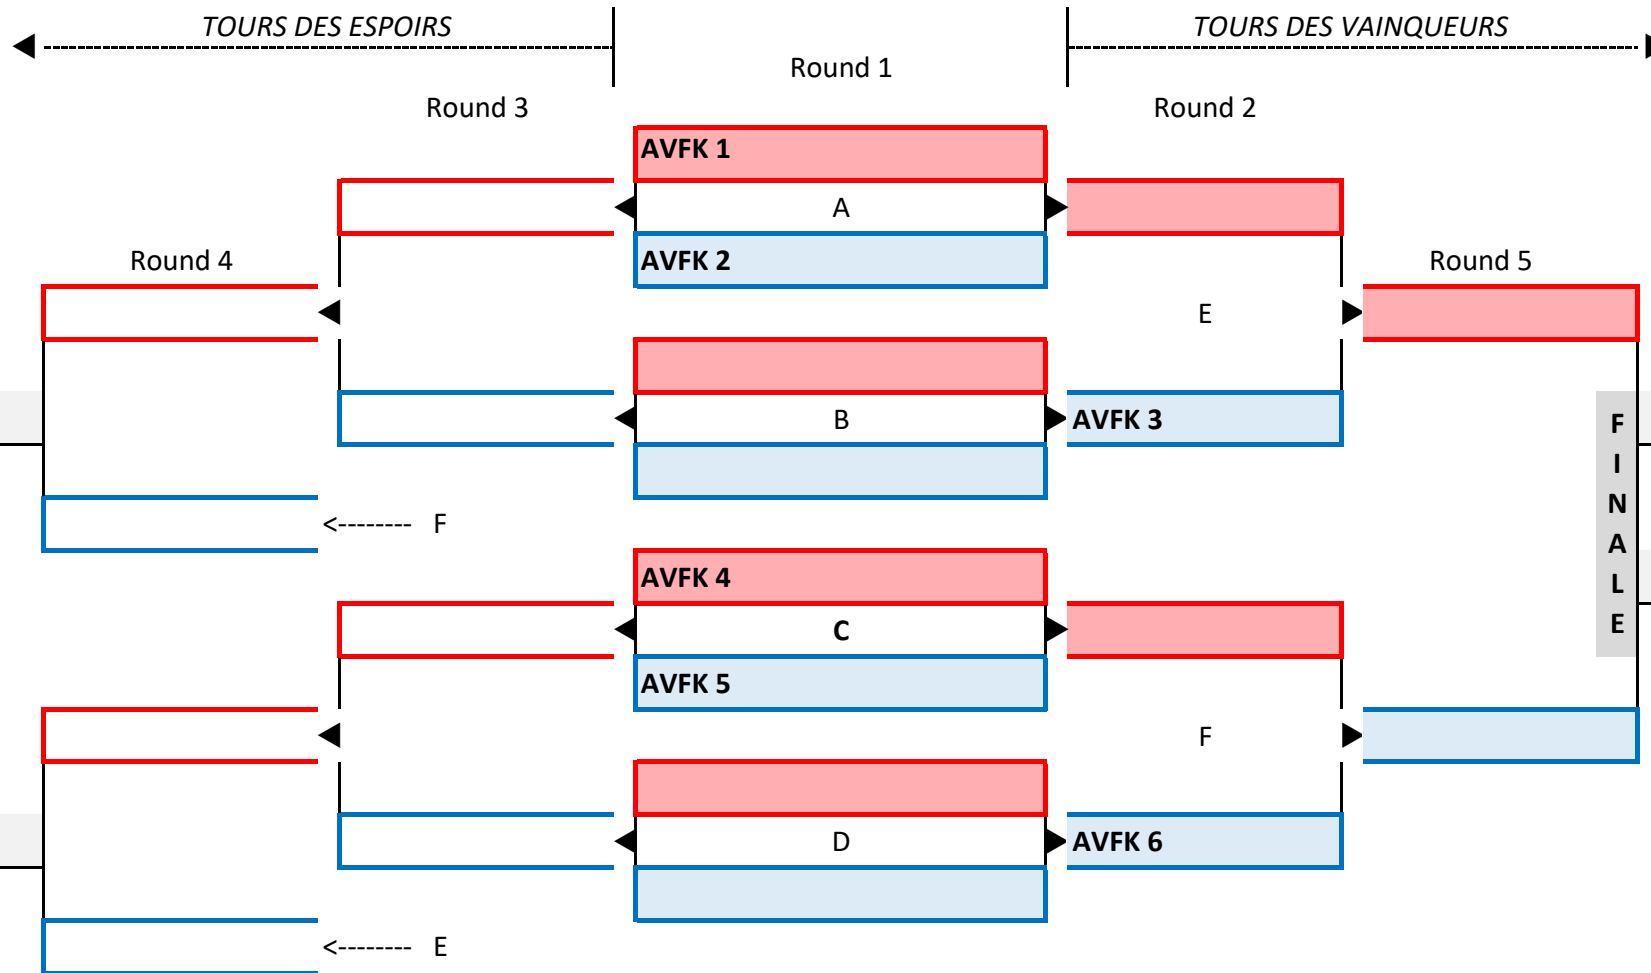 TOURS DES ESPOIRS
TOURS DES VAINQUEURS
Round 1
Round 3
Round 2
AVFK 1
A
AVFK 2
Round 4
Round 5
E
B
AVFK 3
<-------- F
AVFK 4
C
AVFK 5
F
D
AVFK 6
<-------- E
F
I
N
A
L
E